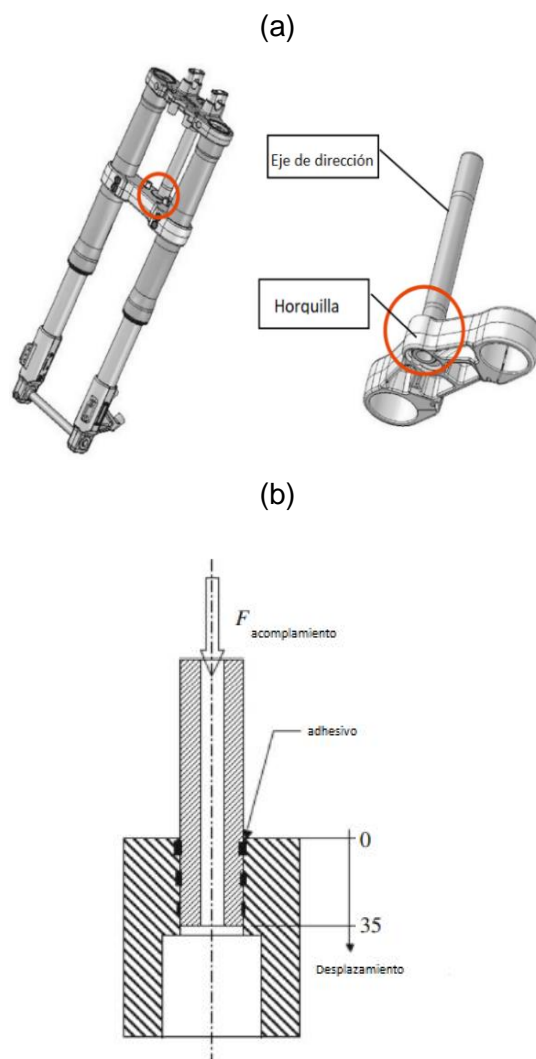 (a)
Eje de dirección
Horquilla
(b)
F acomplamiento
adhesivo
0
35
Desplazamiento